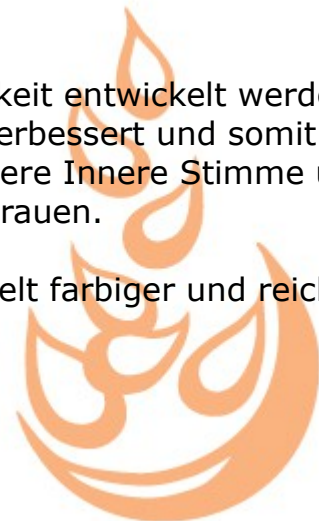 keit entwickelt werde
erbessert und somit
ere Innere Stimme u
rauen.
elt farbiger und reich